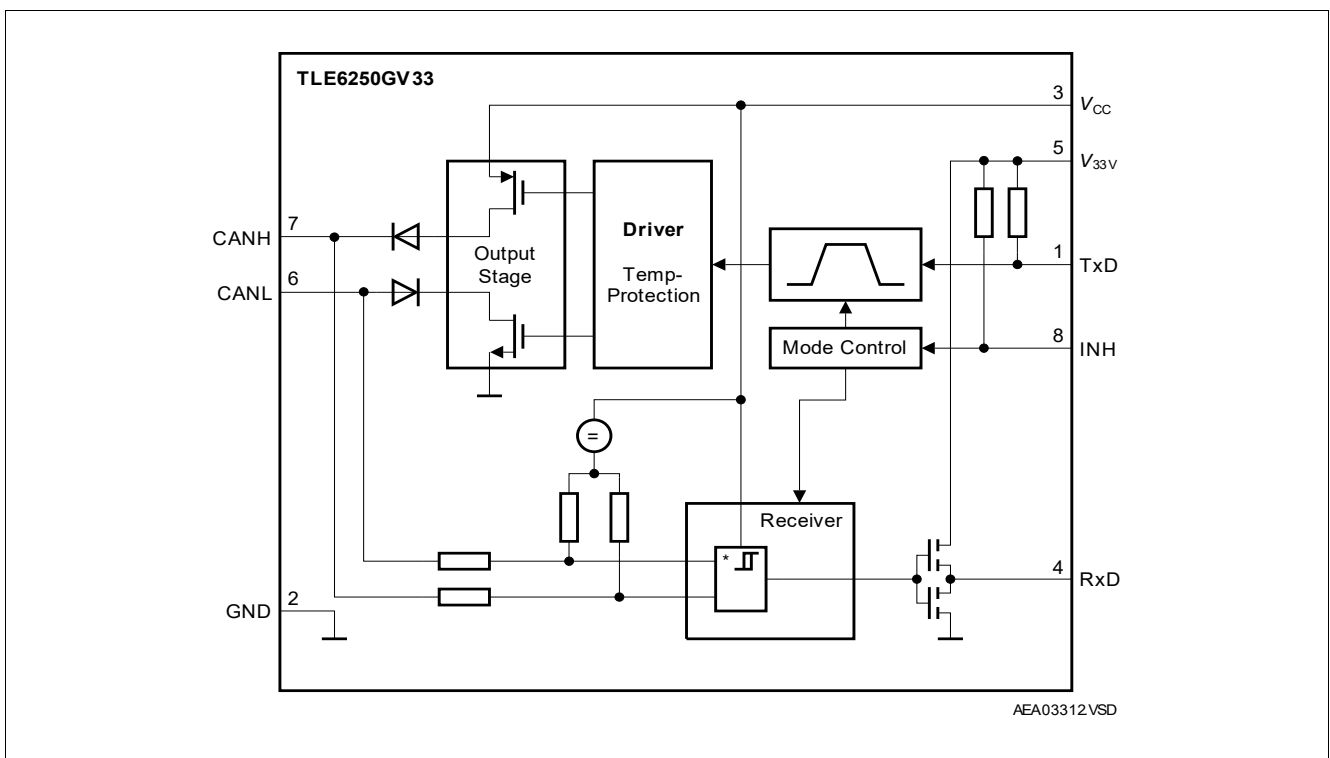 TLE6250GV33
3 VCC
5 V33V
7
CANH
Driver
Output
Stage
Temp-
Protection
1 TxD
6
CANL
8 INH
Mode Control
=
Receiver
*
4 RxD
2
GND
AEA03312.VSD